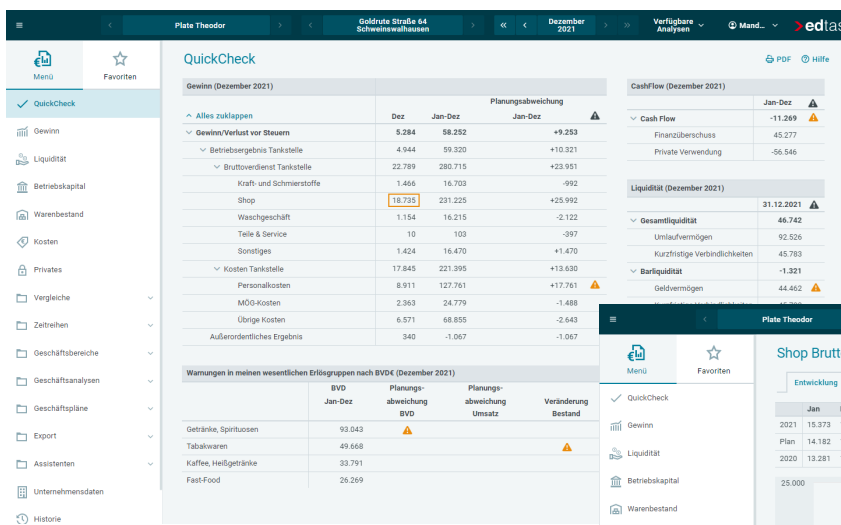 Plate Theodor
Goldrute Straße 64
Schweinswalhausen
Dezember
2021
Verfügbare
Analysen
Mand...
>edtas
Menü
Favoriten
QuickCheck
Gewinn
Liquidität
Betriebskapital
Warenbestand
Kosten
Privates
Vergleiche
Zeitreihen
Geschäftsbereiche
Geschäftsanalysen
Geschäftspläne
Export
Assistenten
Unternehmensdaten
Historie
QuickCheck
PDF Hilfe
Gewinn (Dezember 2021)
Planungsabweichung
Alles zuklappen Dez Jan-Dez Jan-Dez
Gewinn/Verlust vor Steuern 5.284 58.252 +9.253
Betriebsergebnis Tankstelle 4.944 59.320 +10.321
Bruttoverdienst Tankstelle 22.789 280.715 +23.951
Kraft- und Schmierstoffe 1.466 16.703 -992
Shop 18.735 231.225 +25.992
Waschgeschäft 1.154 16.215 -2.122
Teile & Service 10 103 -397
Sonstiges 1.424 16.470 +1.470
Kosten Tankstelle 17.845 221.395 +13.630
Personalkosten 8.911 127.761 +17.761
MÖG-Kosten 2.363 24.779 -1.488
Übrige Kosten 6.571 68.855 -2.643
Außerordentliches Ergebnis 340 -1.067 -1.067
Warnungen in meinen wesentlichen Erlösgruppen nach BVD€ (Dezember 2021)
BVD Planungs- Planungs-
Jan-Dez abweichung abweichung Veränderung
BVD Umsatz Bestand
Getränke, Spirituosen 93.043
Tabakwaren 49.668
Kaffee, Heißgetränke 33.791
Fast-Food 26.269
CashFlow (Dezember 2021)
Jan-Dez
Cash Flow -11.269
Finanzüberschuss 45.277
Private Verwendung -56.546
Liquidität (Dezember 2021)
31.12.2021
Gesamtliquidität 46.742
Umlaufvermögen 92.526
Kurzfristige Verbindlichkeiten 45.783
Barliquidität -1.321
Geldvermögen 44.462
Plate Theodor
Menü
Favoriten
QuickCheck
Gewinn
Liquidität
Betriebskapital
Warenbestand
Shop Brutt
Entwicklung
Jan
2021 15.373
Plan 14.182
2020 13.281
25.000